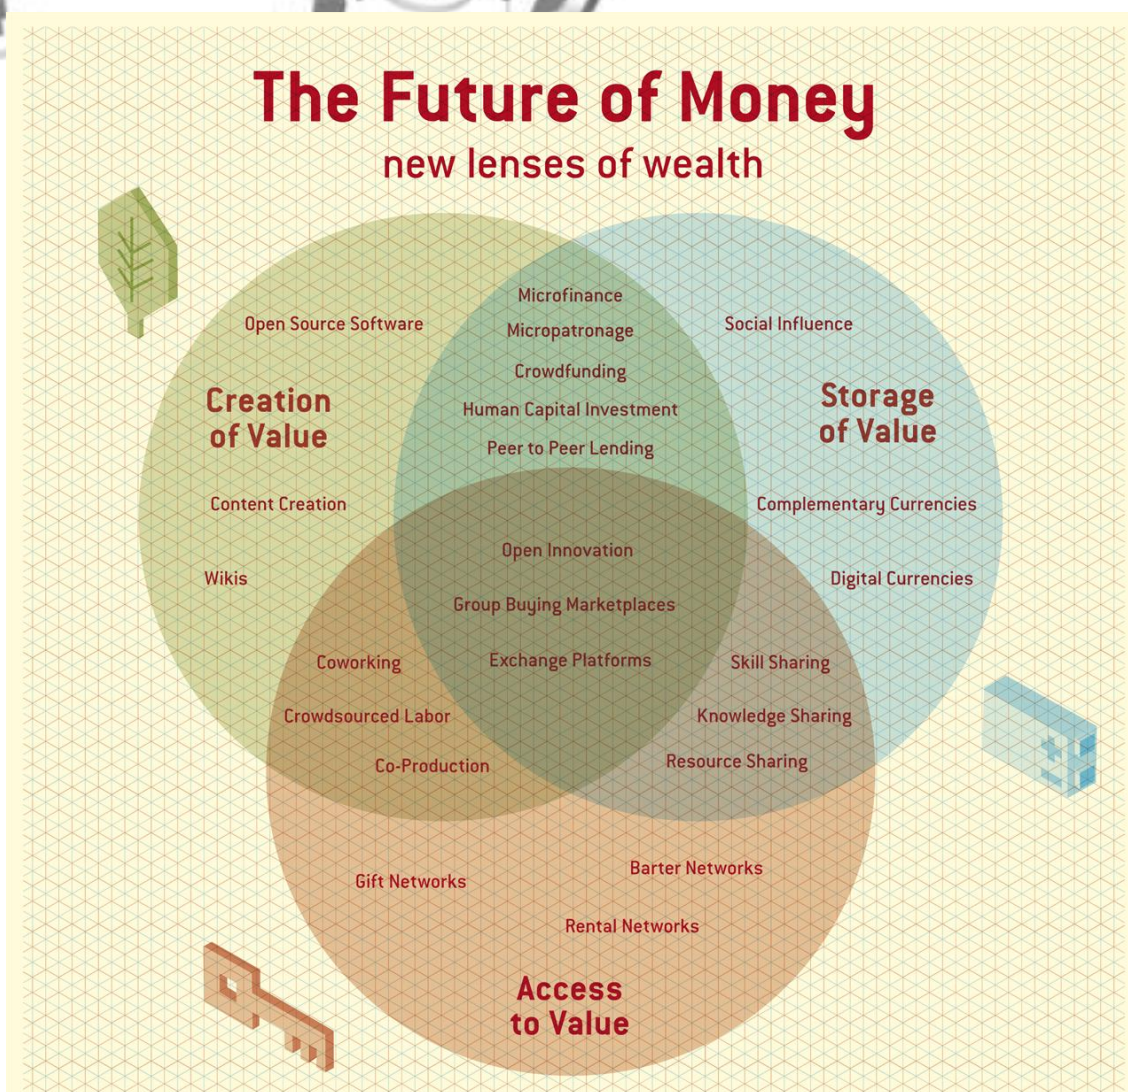 The Future of Money
new lenses of wealth
Open Source Software
Creation
of Value
Content Creation
Wikis
Microfinance
Micropatronage
Crowdfunding
Human Capital Investment
Peer to Peer Lending
Social Influence
Storage
of Value
Complementary Currencies
Digital Currencies
Open Innovation
Group Buying Marketplaces
Exchange Platforms
Coworking
Crowdsourced Labor
Co-Production
Skill Sharing
Knowledge Sharing
Resource Sharing
Gift Networks
Barter Networks
Rental Networks
Access
to Value